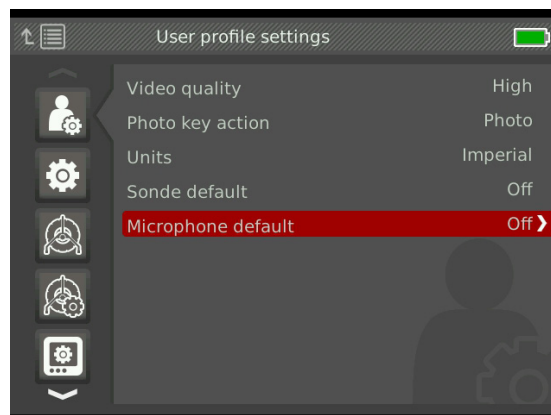 User profile settings
Video quality High
Photo key action Photo
Units Imperial
Sonde default Off
Microphone default Off